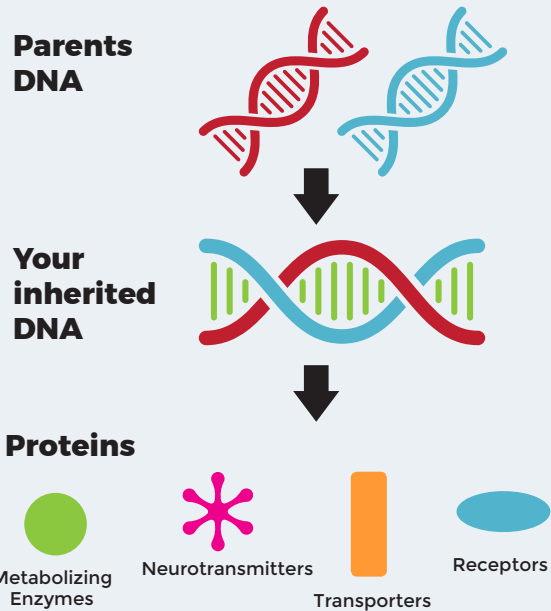 Parents
DNA
Your
inherited
DNA
Proteins
Metabolizing
Enzymes
Neurotransmitters
Transporters
Receptors